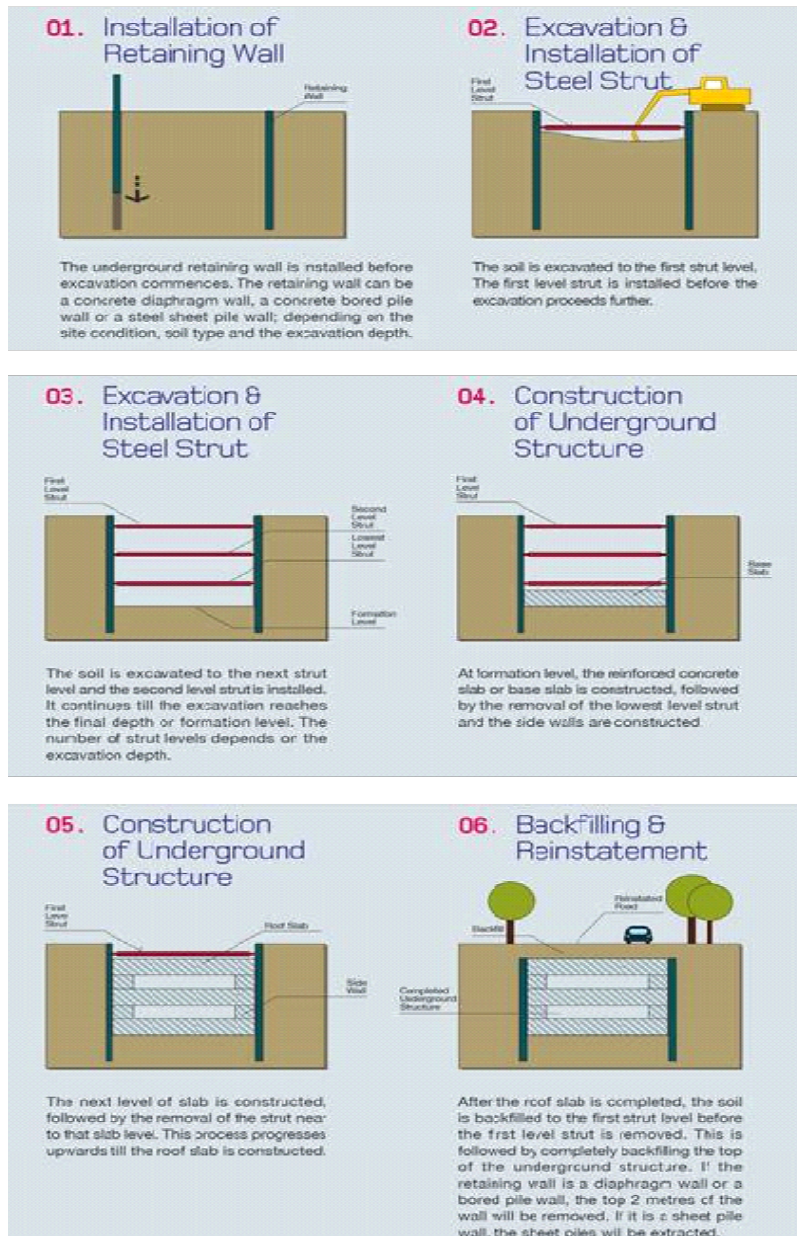 01. Installation of
Retaining Wall
Retaining
Wall
The underground retaining wall is installed before
excavation commences. The retaining wall can be
a concrete diaphragm wall, a concrete bored pile
wall or a steel sheet pile wall; depending on the
site condition, soil type and the excavation depth.
02. Excavation &
Installation of
Steel Strut
First
Level
Strut
The soil is excavated to the first strut level.
The first level strut is installed before the
excavation proceeds further.
03. Excavation &
Installation of
Steel Strut
First
Level
Strut
Second
Level
Strut
Lowest
Level
Strut
Formation
Level
The soil is excavated to the next strut
level and the second level strut is installed.
It continues till the excavation reaches
the final depth or formation level. The
number of strut levels depends on the
excavation depth.
04. Construction
of Underground
Structure
First
Level
Strut
Base
Slab
At formation level, the reinforced concrete
slab or base slab is constructed, followed
by the removal of the lowest level strut
and the side walls are constructed
05. Construction
of Underground
Structure
First
Level
Strut
Roof Slab
Side
Wall
The next level of slab is constructed,
followed by the removal of the strut near
to that slab level. This process progresses
upwards till the roof slab is constructed.
06. Backfilling &
Reinstatement
Reinstated
Road
Backfill
Completed
Underground
Structure
After the roof slab is completed, the soil
is backfilled to the first strut level before
the first level strut is removed. This is
followed by completely backfilling the top
of the underground structure. If the
retaining wall is a diaphragm wall or a
bored pile wall, the top 2 metres of the
wall will be removed. If it is a sheet pile
wall, the sheet piles will be extracted